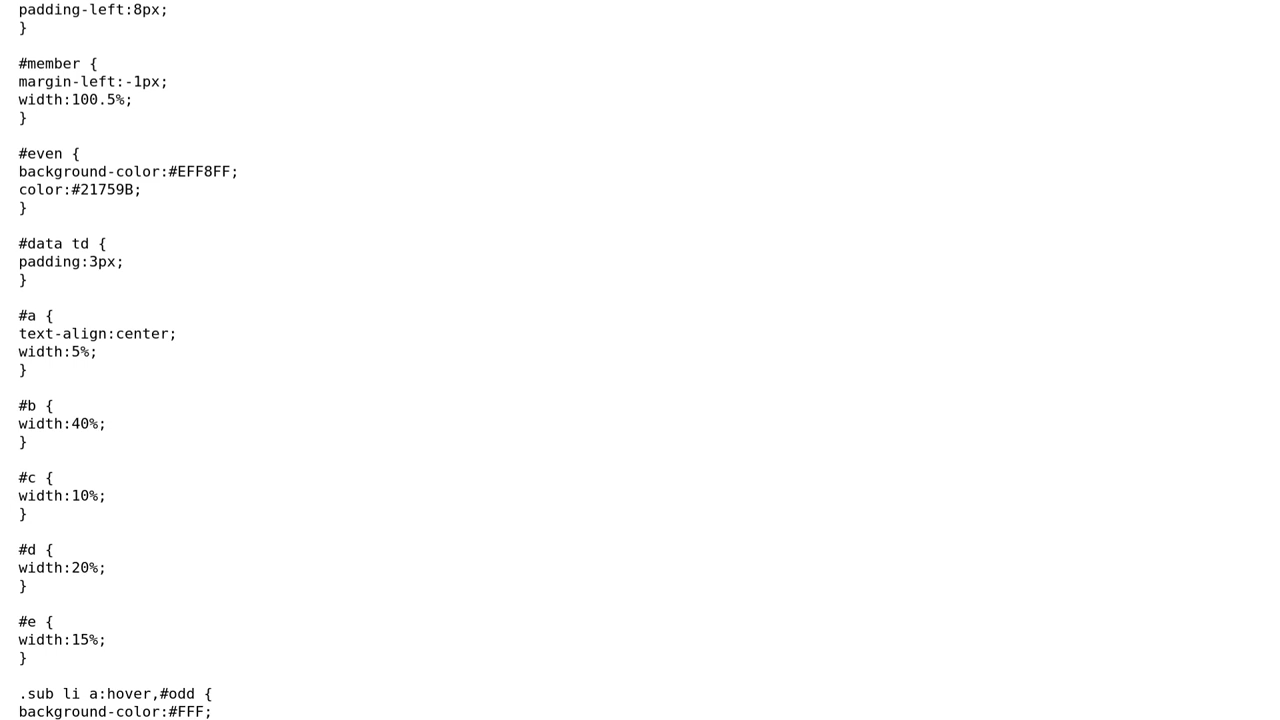 padding-left:8px;
}

#member {
margin-left:-1px;
width:100.5%;
}

#even {
background-color:#EFF8FF;
color:#21759B;
}

#data td {
padding:3px;
}

#a {
text-align:center;
width:5%;
}

#b {
width:40%;
}

#c {
width:10%;
}

#d {
width:20%;
}

#e {
width:15%;
}

.sub li a:hover,#odd {
background-color:#FFF;